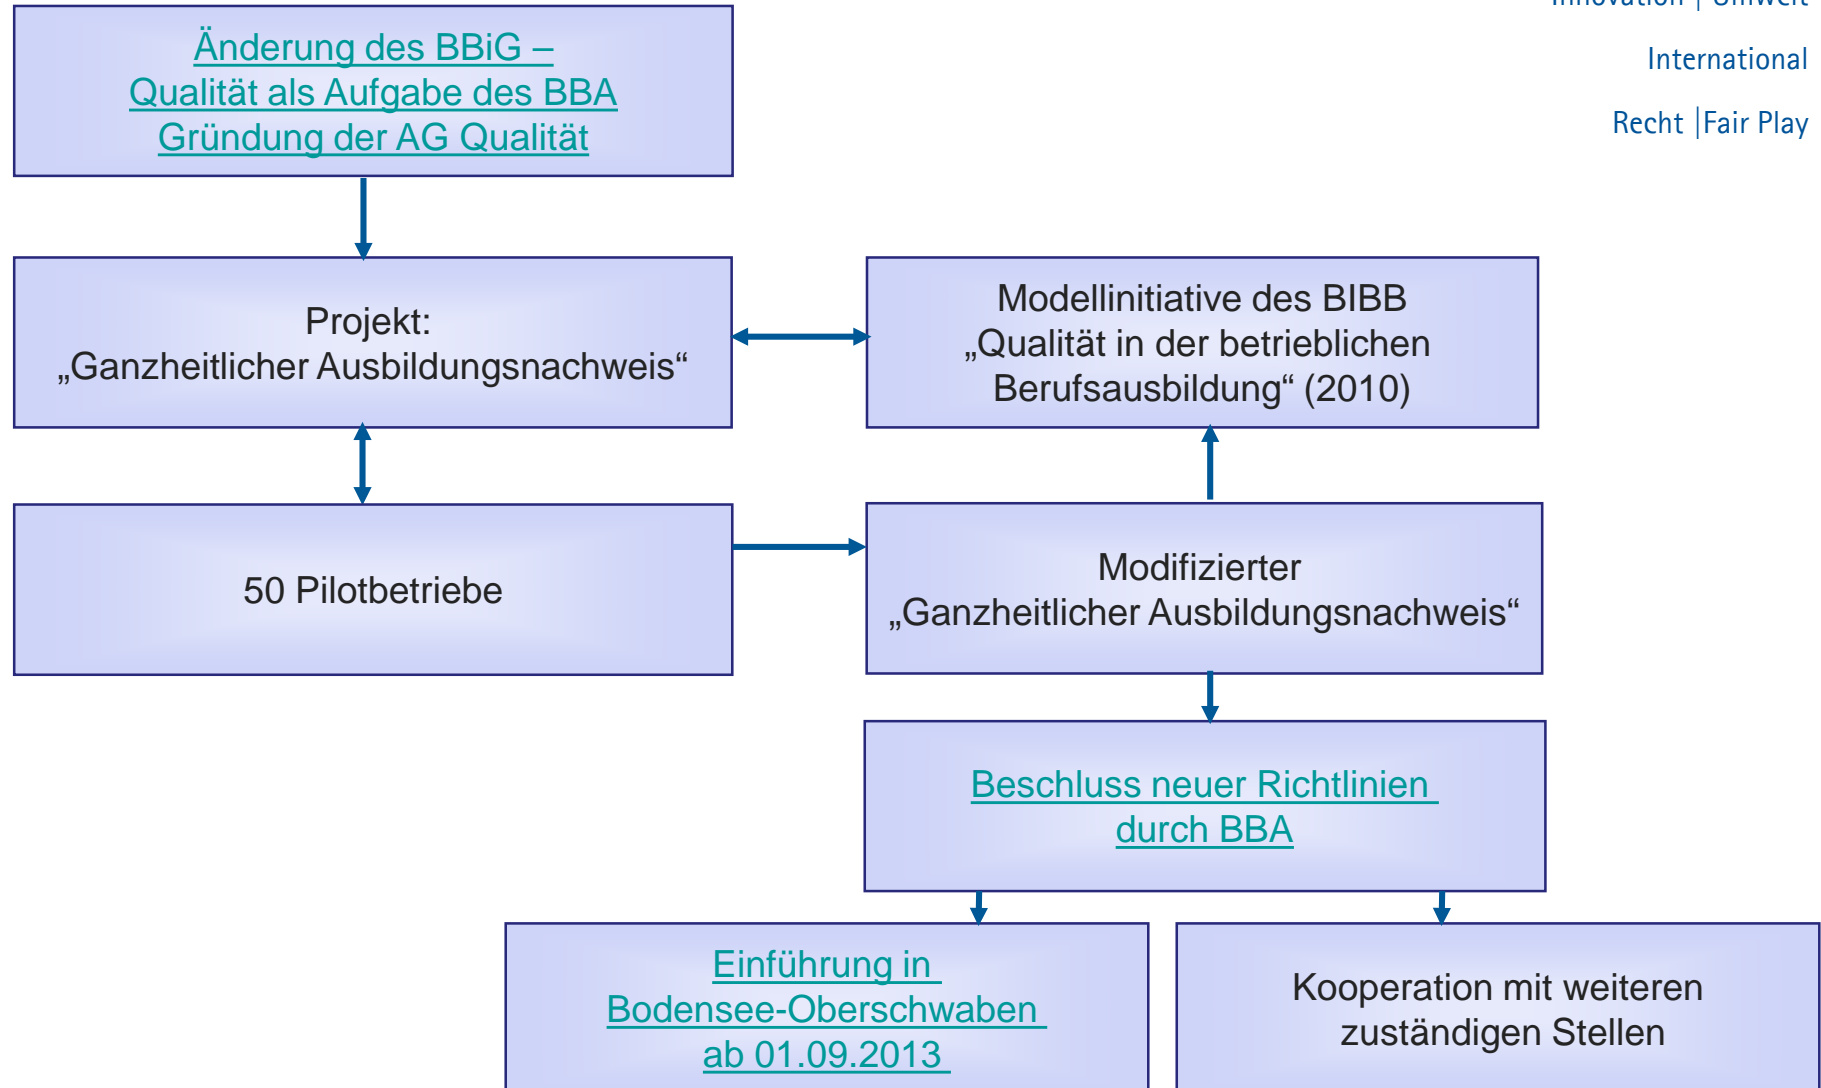 Innovation | Umwelt
International
Recht |Fair Play
Änderung des BBiG –
Qualität als Aufgabe des BBA
Gründung der AG Qualität
Projekt:
„Ganzheitlicher Ausbildungsnachweis“
Modellinitiative des BIBB
„Qualität in der betrieblichen
Berufsausbildung“ (2010)
50 Pilotbetriebe
Modifizierter
„Ganzheitlicher Ausbildungsnachweis“
Beschluss neuer Richtlinien
durch BBA
Einführung in
Bodensee-Oberschwaben
ab 01.09.2013
Kooperation mit weiteren
zuständigen Stellen